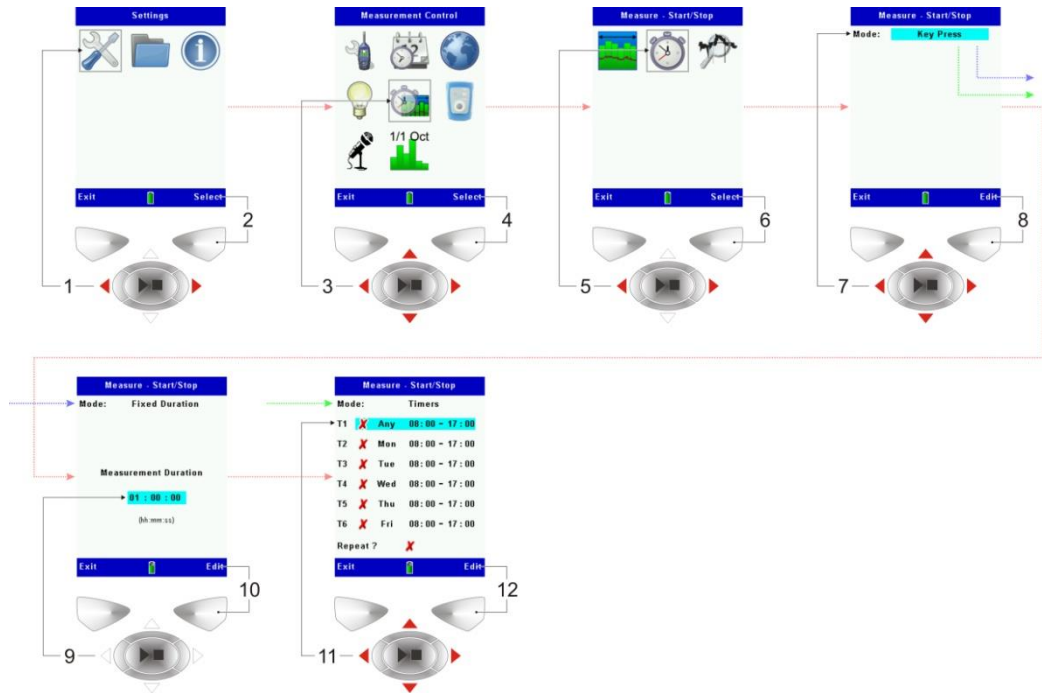 Settings
Exit
Select
2
1
Measurement Control
12
1/1 Oct
Exit
Select
4
3
Measure - Start/Stop
Exit
Select
6
5
Measure - Start/Stop
Mode: Key Press
Exit
Edit
8
7
Measure - Start/Stop
Mode: Fixed Duration
Measurement Duration
01 : 00 : 00
(hh:mm:ss)
Exit
Edit
10
9
Measure - Start/Stop
Mode: Timers
T1 ✗ Any 08:00 - 17:00
T2 ✗ Mon 08:00 - 17:00
T3 ✗ Tue 08:00 - 17:00
T4 ✗ Wed 08:00 - 17:00
T5 ✗ Thu 08:00 - 17:00
T6 ✗ Fri 08:00 - 17:00
Repeat ? ✗
Exit
Edit
12
11